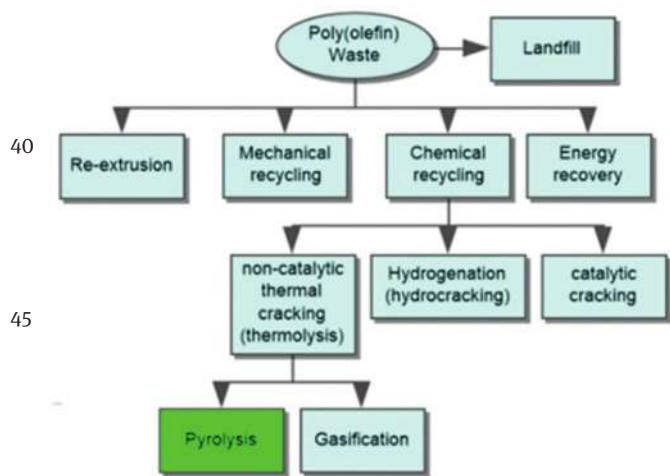 Poly(olefin)
Waste
Landfill
40
Re-extrusion
Mechanical
recycling
Chemical
recycling
Energy
recovery
non-catalytic
thermal
cracking
(thermolysis)
Hydrogenation
(hydrocracking)
catalytic
cracking
45
Pyrolysis
Gasification